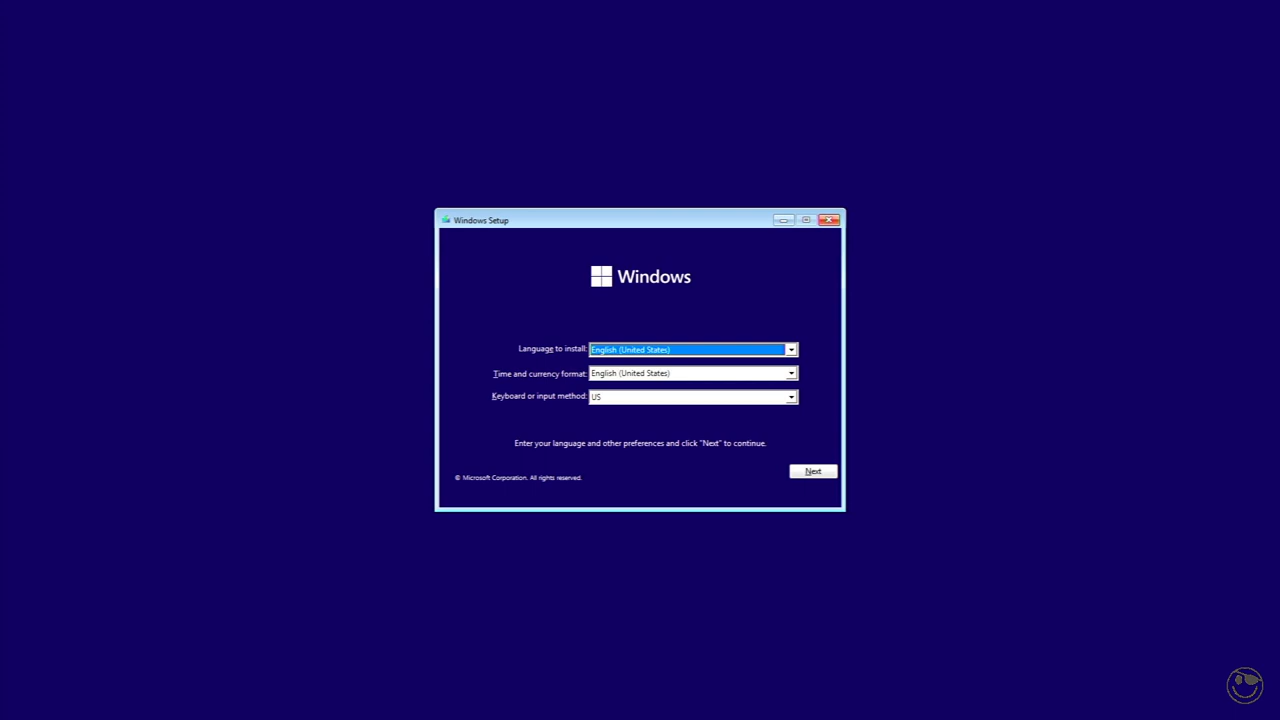 Windows Setup
Windows
Language to install: English (United States)
Time and currency format: English (United States)
Keyboard or input method: US
Enter your language and other preferences and click "Next" to continue.
Next
© Microsoft Corporation. All rights reserved.